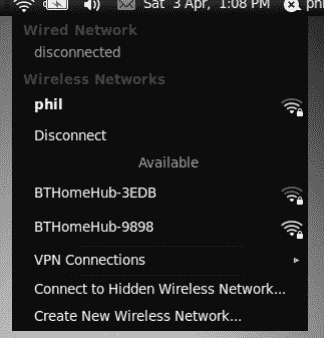 Sat 3 Apr, 1:08 PM phi
Wired Network
disconnected
Wireless Networks
phil
Disconnect
Available
BTHomeHub-3EDB
BTHomeHub-9898
VPN Connections
Connect to Hidden Wireless Network...
Create New Wireless Network...